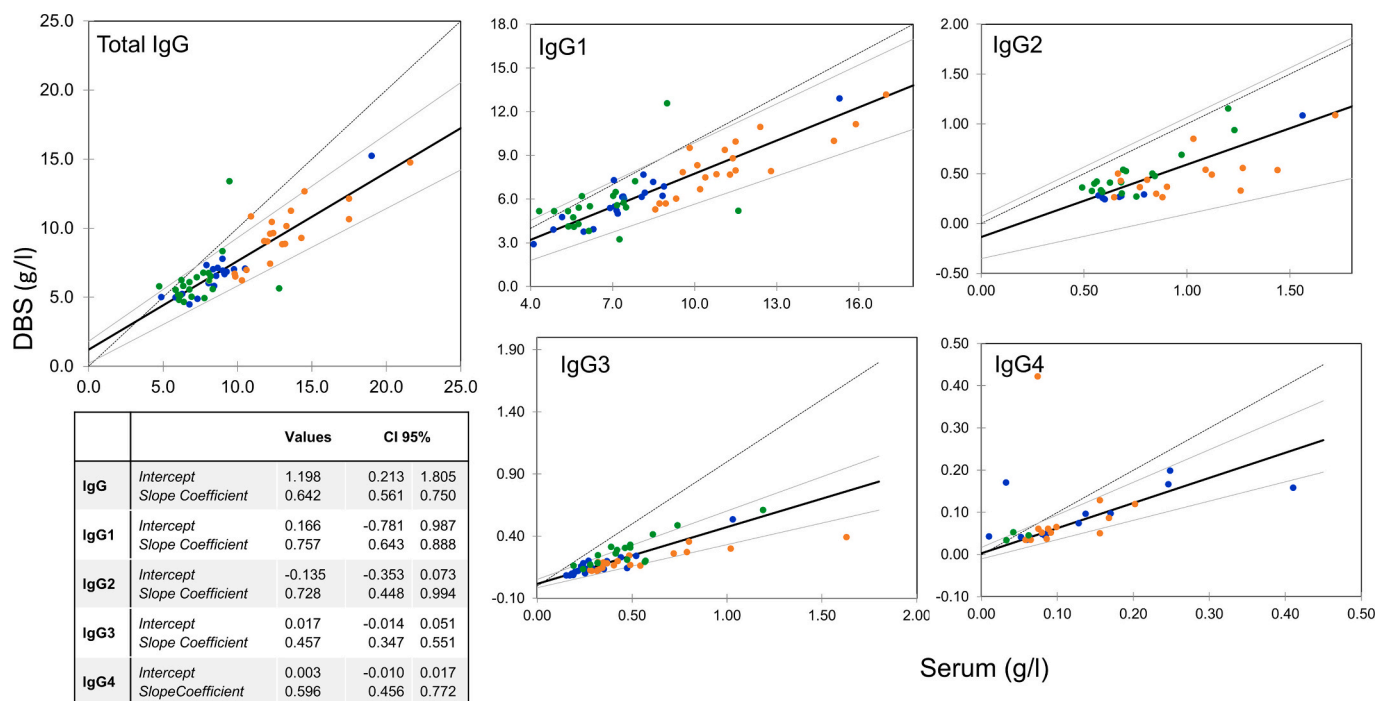 Total IgG
25.0
20.0
15.0
10.0
5.0
0.0
0.0 5.0 10.0 15.0 20.0 25.0
DBS (g/l)
IgG1
18.0
15.0
12.0
9.0
6.0
3.0
0.0
4.0 7.0 10.0 13.0 16.0
IgG2
2.00
1.50
1.00
0.50
0.00
-0.50
0.00 0.50 1.00 1.50
IgG3
1.90
1.40
0.90
0.40
-0.10
0.00 0.50 1.00 1.50 2.00
IgG4
0.50
0.40
0.30
0.20
0.10
0.00
-0.10
0.00 0.10 0.20 0.30 0.40 0.50
Serum (g/l)
Values CI 95%
IgG Intercept 1.198 0.213 1.805
Slope Coefficient 0.642 0.561 0.750
IgG1 Intercept 0.166 -0.781 0.987
Slope Coefficient 0.757 0.643 0.888
IgG2 Intercept -0.135 -0.353 0.073
Slope Coefficient 0.728 0.448 0.994
IgG3 Intercept 0.017 -0.014 0.051
Slope Coefficient 0.457 0.347 0.551
IgG4 Intercept 0.003 -0.010 0.017
SlopeCoefficient 0.596 0.456 0.772